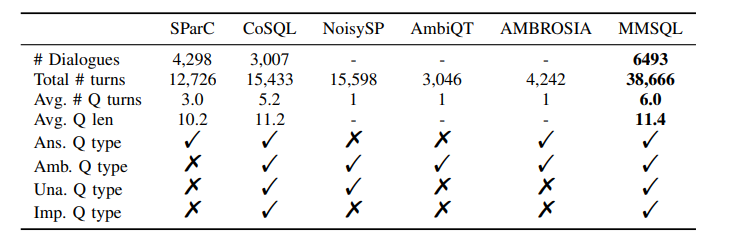 SParC CoSQL NoisySP AmbiQT AMBROSIA MMSQL
# Dialogues 4,298 3,007 - - - 6493
Total # turns 12,726 15,433 15,598 3,046 4,242 38,666
Avg. # Q turns 3.0 5.2 1 1 1 6.0
Avg. Q len 10.2 11.2 - - - 11.4
Ans. Q type ✓ ✓ ✗ ✗ ✓ ✓
Amb. Q type ✗ ✓ ✓ ✓ ✓ ✓
Una. Q type ✗ ✓ ✓ ✗ ✗ ✓
Imp. Q type ✗ ✓ ✗ ✗ ✗ ✓